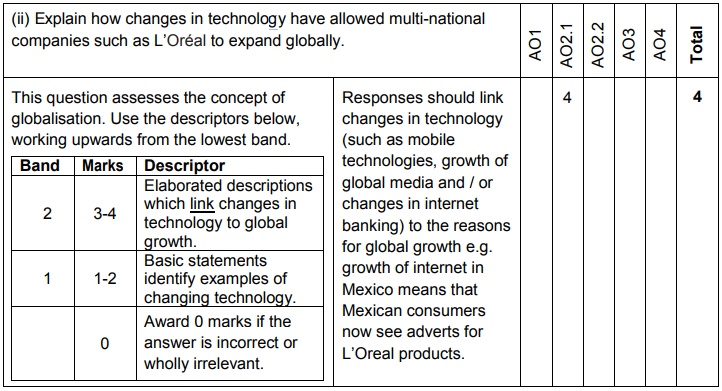 (ii) Explain how changes in technology have allowed multi-national
companies such as L'Oréal to expand globally.
AO1
AO2.1
AO2.2
AO3
AO4
Total
This question assesses the concept of
globalisation. Use the descriptors below,
working upwards from the lowest band.
Band Marks Descriptor
2 3-4 Elaborated descriptions
which link changes in
technology to global
growth.
1 1-2 Basic statements
identify examples of
changing technology.
0 Award 0 marks if the
answer is incorrect or
wholly irrelevant.
Responses should link
changes in technology
(such as mobile
technologies, growth of
global media and / or
changes in internet
banking) to the reasons
for global growth e.g.
growth of internet in
Mexico means that
Mexican consumers
now see adverts for
L'Oreal products.
4
4